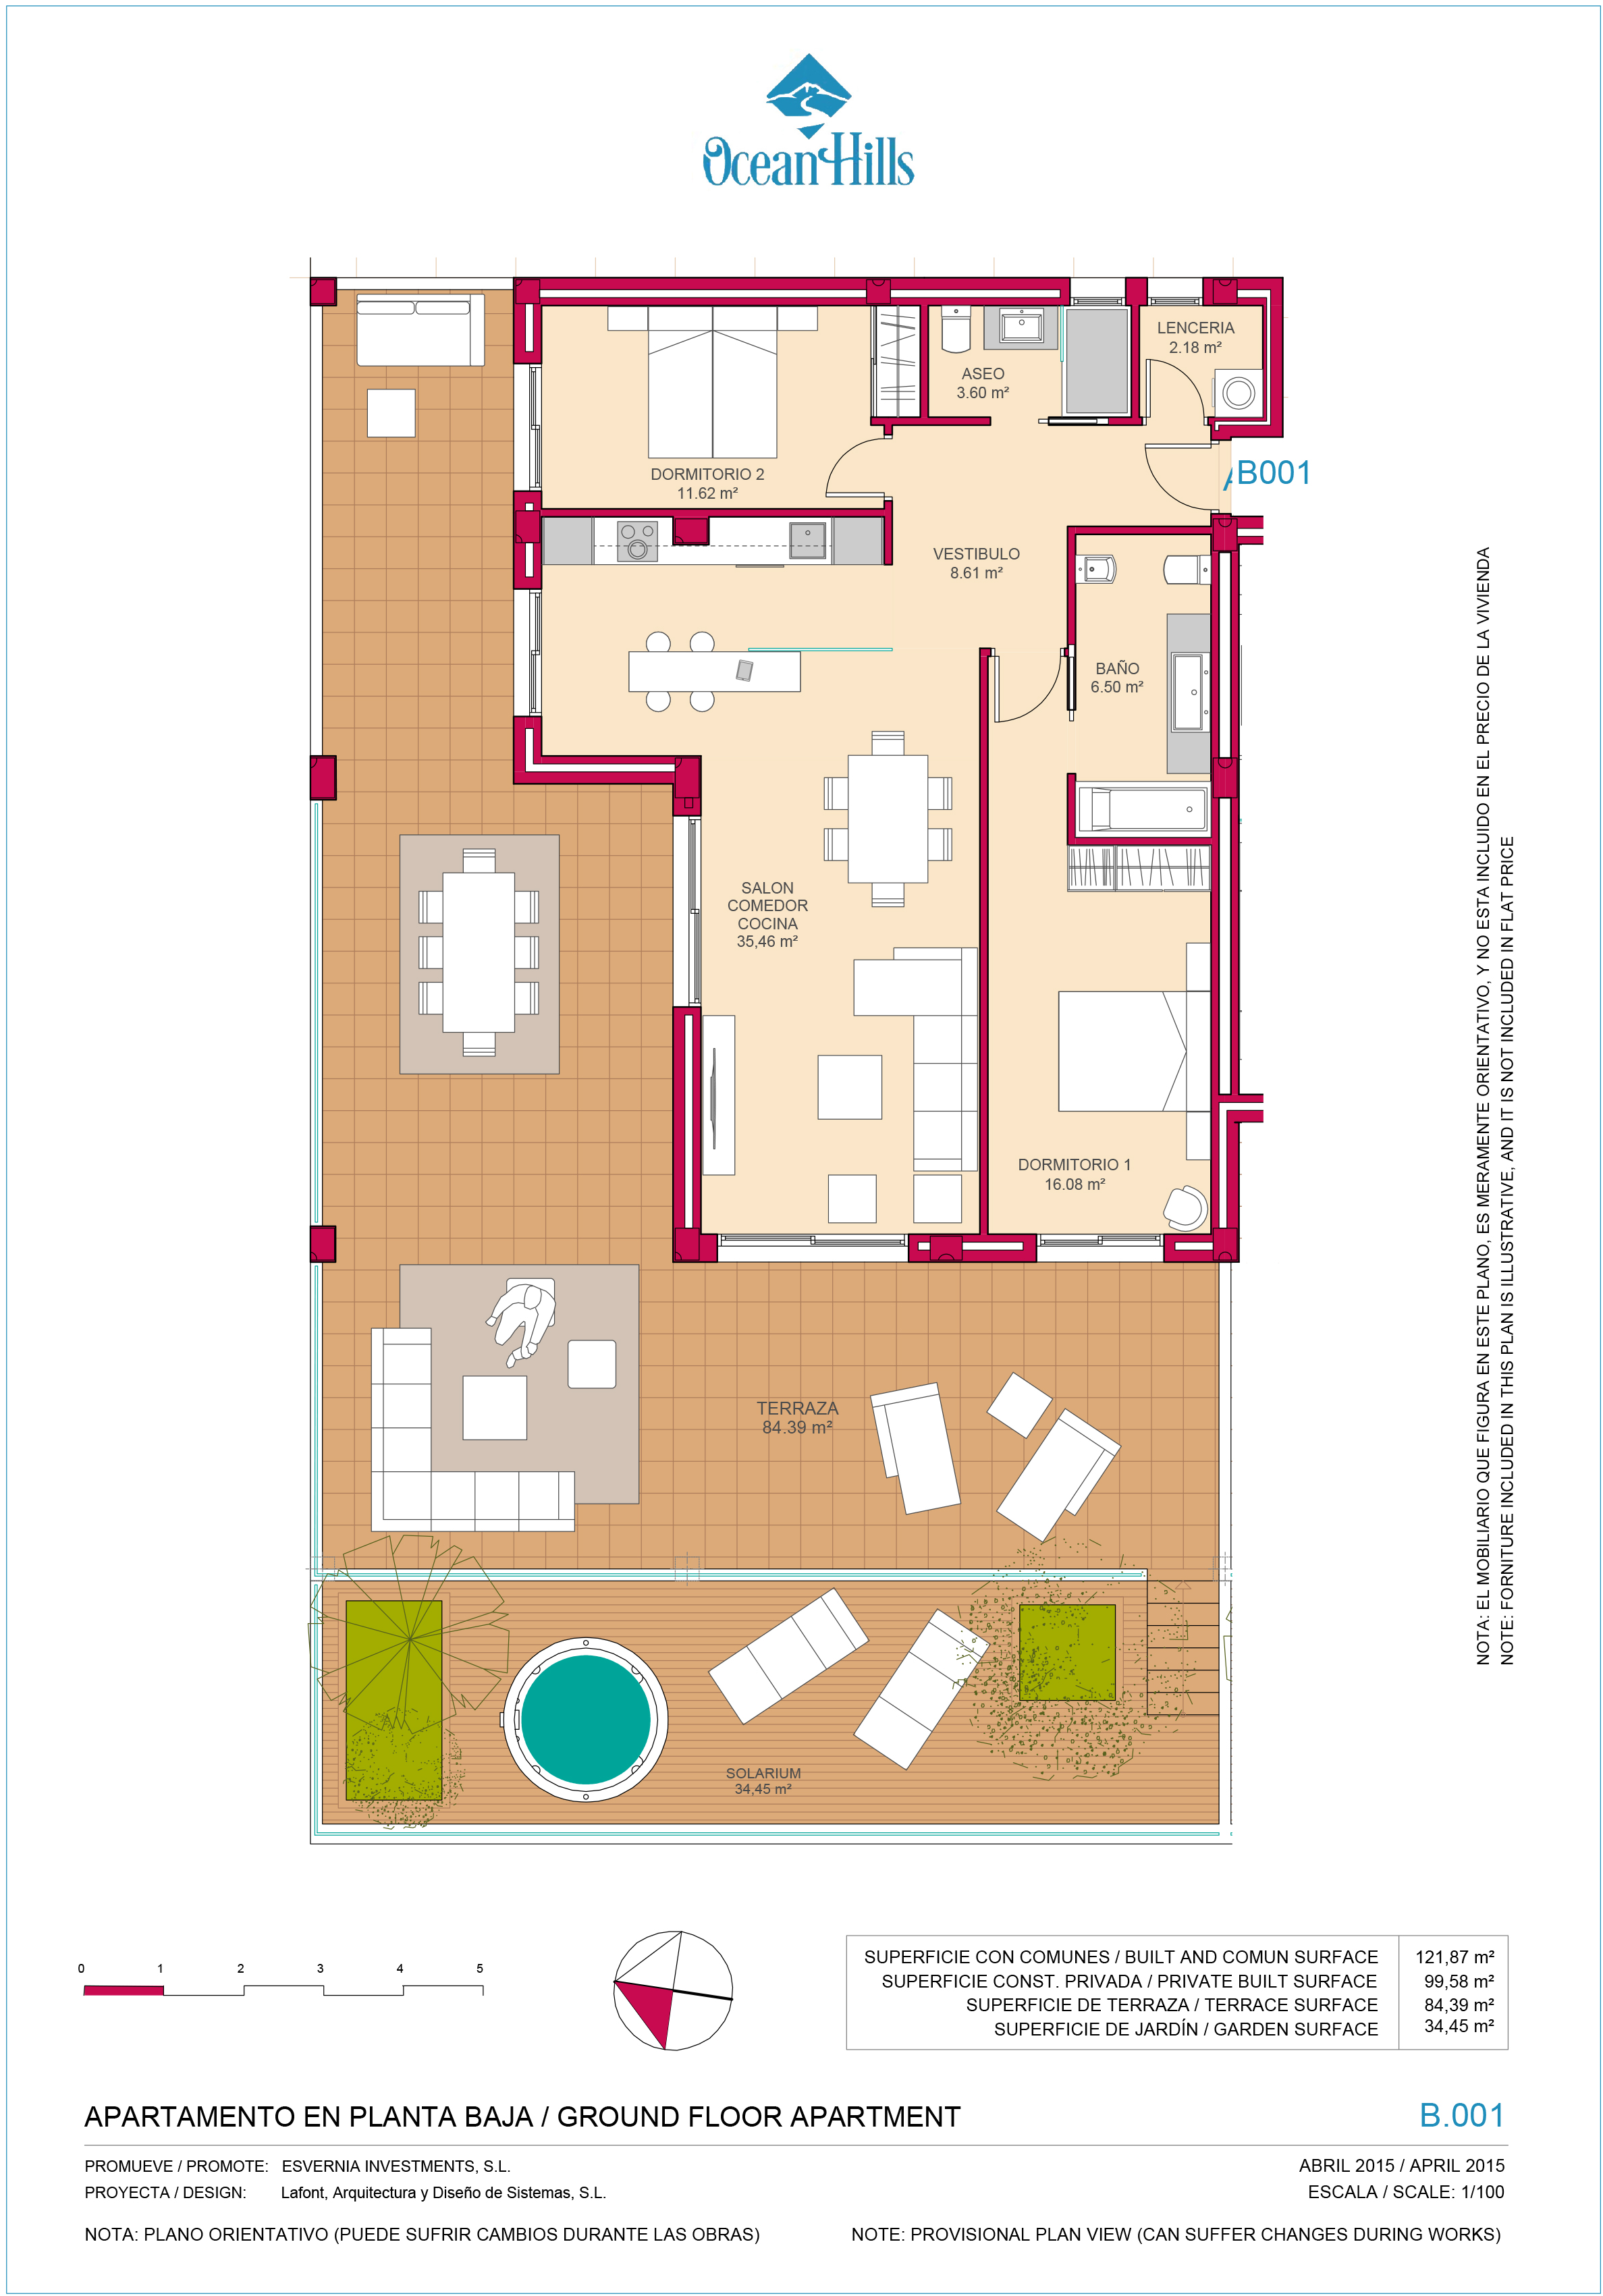 OceanHills
LENCERIA
2.18 m²
ASEO
3.60 m²
B001
DORMITORIO 2
11.62 m²
VESTIBULO
8.61 m²
BAÑO
6.50 m²
SALON
COMEDOR
COCINA
35,46 m²
DORMITORIO 1
16.08 m²
TERRAZA
84.39 m²
SOLARIUM
34,45 m²
NOTA: EL MOBILIARIO QUE FIGURA EN ESTE PLANO, ES MERAMENTE ORIENTATIVO, Y NO ESTA INCLUIDO EN EL PRECIO DE LA VIVIENDA
NOTE: FORNITURE INCLUDED IN THIS PLAN IS ILLUSTRATIVE, AND IT IS NOT INCLUDED IN FLAT PRICE
0 1 2 3 4 5
SUPERFICIE CON COMUNES / BUILT AND COMUN SURFACE 121,87 m²
SUPERFICIE CONST. PRIVADA / PRIVATE BUILT SURFACE 99,58 m²
SUPERFICIE DE TERRAZA / TERRACE SURFACE 84,39 m²
SUPERFICIE DE JARDÍN / GARDEN SURFACE 34,45 m²
APARTAMENTO EN PLANTA BAJA / GROUND FLOOR APARTMENT B.001
PROMUEVE / PROMOTE: ESVERNIA INVESTMENTS, S.L. ABRIL 2015 / APRIL 2015
PROYECTA / DESIGN: Lafont, Arquitectura y Diseño de Sistemas, S.L. ESCALA / SCALE: 1/100
NOTA: PLANO ORIENTATIVO (PUEDE SUFRIR CAMBIOS DURANTE LAS OBRAS) NOTE: PROVISIONAL PLAN VIEW (CAN SUFFER CHANGES DURING WORKS)